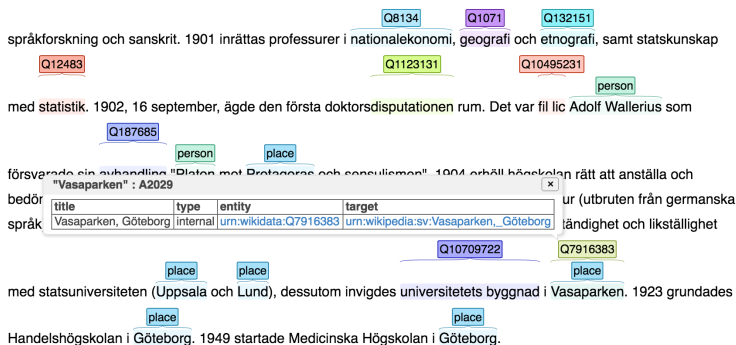 Q8134 Q1071 Q132151
språkforskning och sanskrit. 1901 inrättas professurer i nationalekonomi, geografi och etnografi, samt statskunskap
Q12483 Q1123131 Q10495231
person
med statistik. 1902, 16 september, ägde den första doktorsdisputationen rum. Det var fil lic Adolf Wallerius som
Q187685
person place
försvarade sin avhandling "Platon mot Protagoras och sensulismen". 1904 erhöll högskolan rätt att anställa och
"Vasaparken" : A2029 ×
bedör ur (utbruten från germanska
title type entity target
Vasaparken, Göteborg internal urn:wikidata:Q7916383 urn:wikipedia:sv:Vasaparken,_Göteborg
språk tändighet och likställighet
Q10709722 Q7916383
place place place
med statsuniversiteten (Uppsala och Lund), dessutom invigdes universitetets byggnad i Vasaparken. 1923 grundades
place place
Handelshögskolan i Göteborg. 1949 startade Medicinska Högskolan i Göteborg.